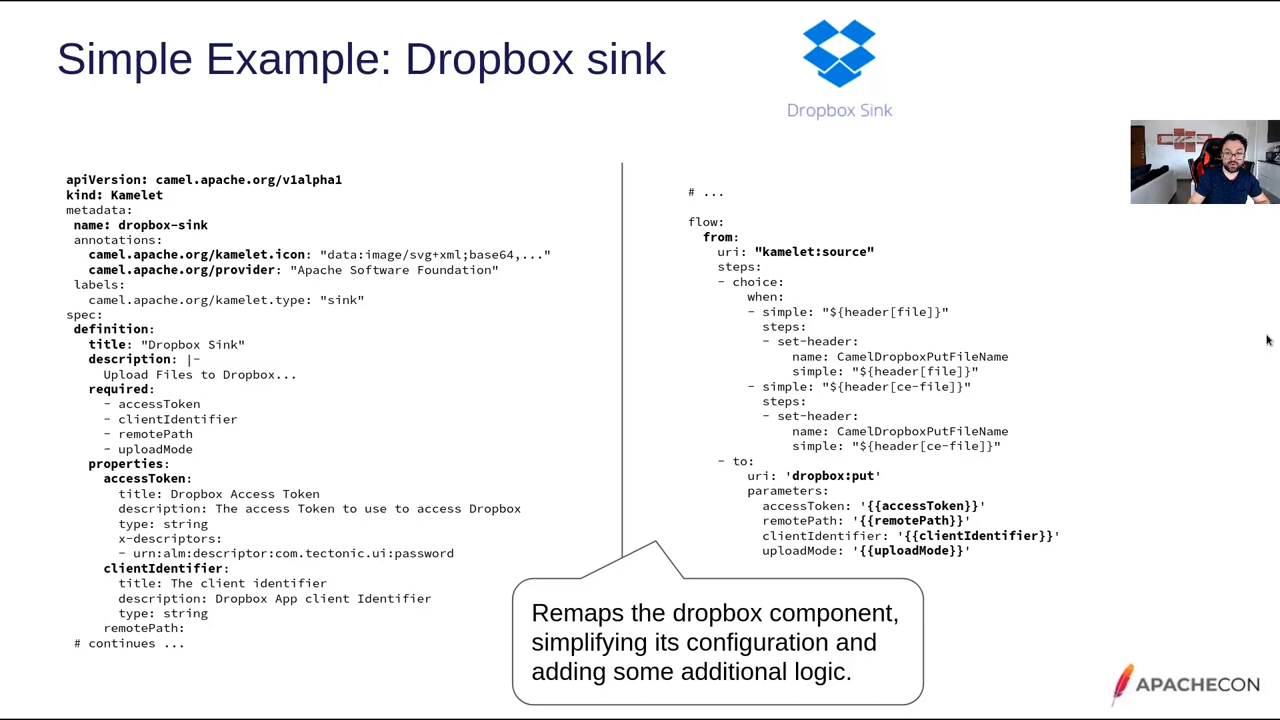 Simple Example: Dropbox sink
Dropbox Sink
apiVersion: camel.apache.org/v1alpha1
kind: Kamelet
metadata:
 name: dropbox-sink
 annotations:
   camel.apache.org/kamelet.icon: "data:image/svg+xml;base64,..."
   camel.apache.org/provider: "Apache Software Foundation"
 labels:
   camel.apache.org/kamelet.type: "sink"
spec:
 definition:
   title: "Dropbox Sink"
   description: |-
     Upload Files to Dropbox...
   required:
     - accessToken
     - clientIdentifier
     - remotePath
     - uploadMode
   properties:
     accessToken:
       title: Dropbox Access Token
       description: The access Token to use to access Dropbox
       type: string
       x-descriptors:
       - urn:alm:descriptor:com.tectonic.ui:password
     clientIdentifier:
       title: The client identifier
       description: Dropbox App client Identifier
       type: string
     remotePath:
 # continues ...
# ...
flow:
  from:
    uri: "kamelet:source"
    steps:
    - choice:
        when:
        - simple: "${header[file]}"
          steps:
          - set-header:
              name: CamelDropboxPutFileName
              simple: "${header[file]}"
        - simple: "${header[ce-file]}"
          steps:
          - set-header:
              name: CamelDropboxPutFileName
              simple: "${header[ce-file]}"
    - to:
        uri: 'dropbox:put'
        parameters:
          accessToken: '{{accessToken}}'
          remotePath: '{{remotePath}}'
          clientIdentifier: '{{clientIdentifier}}'
          uploadMode: '{{uploadMode}}'
Remaps the dropbox component,
simplifying its configuration and
adding some additional logic.
APACHECON